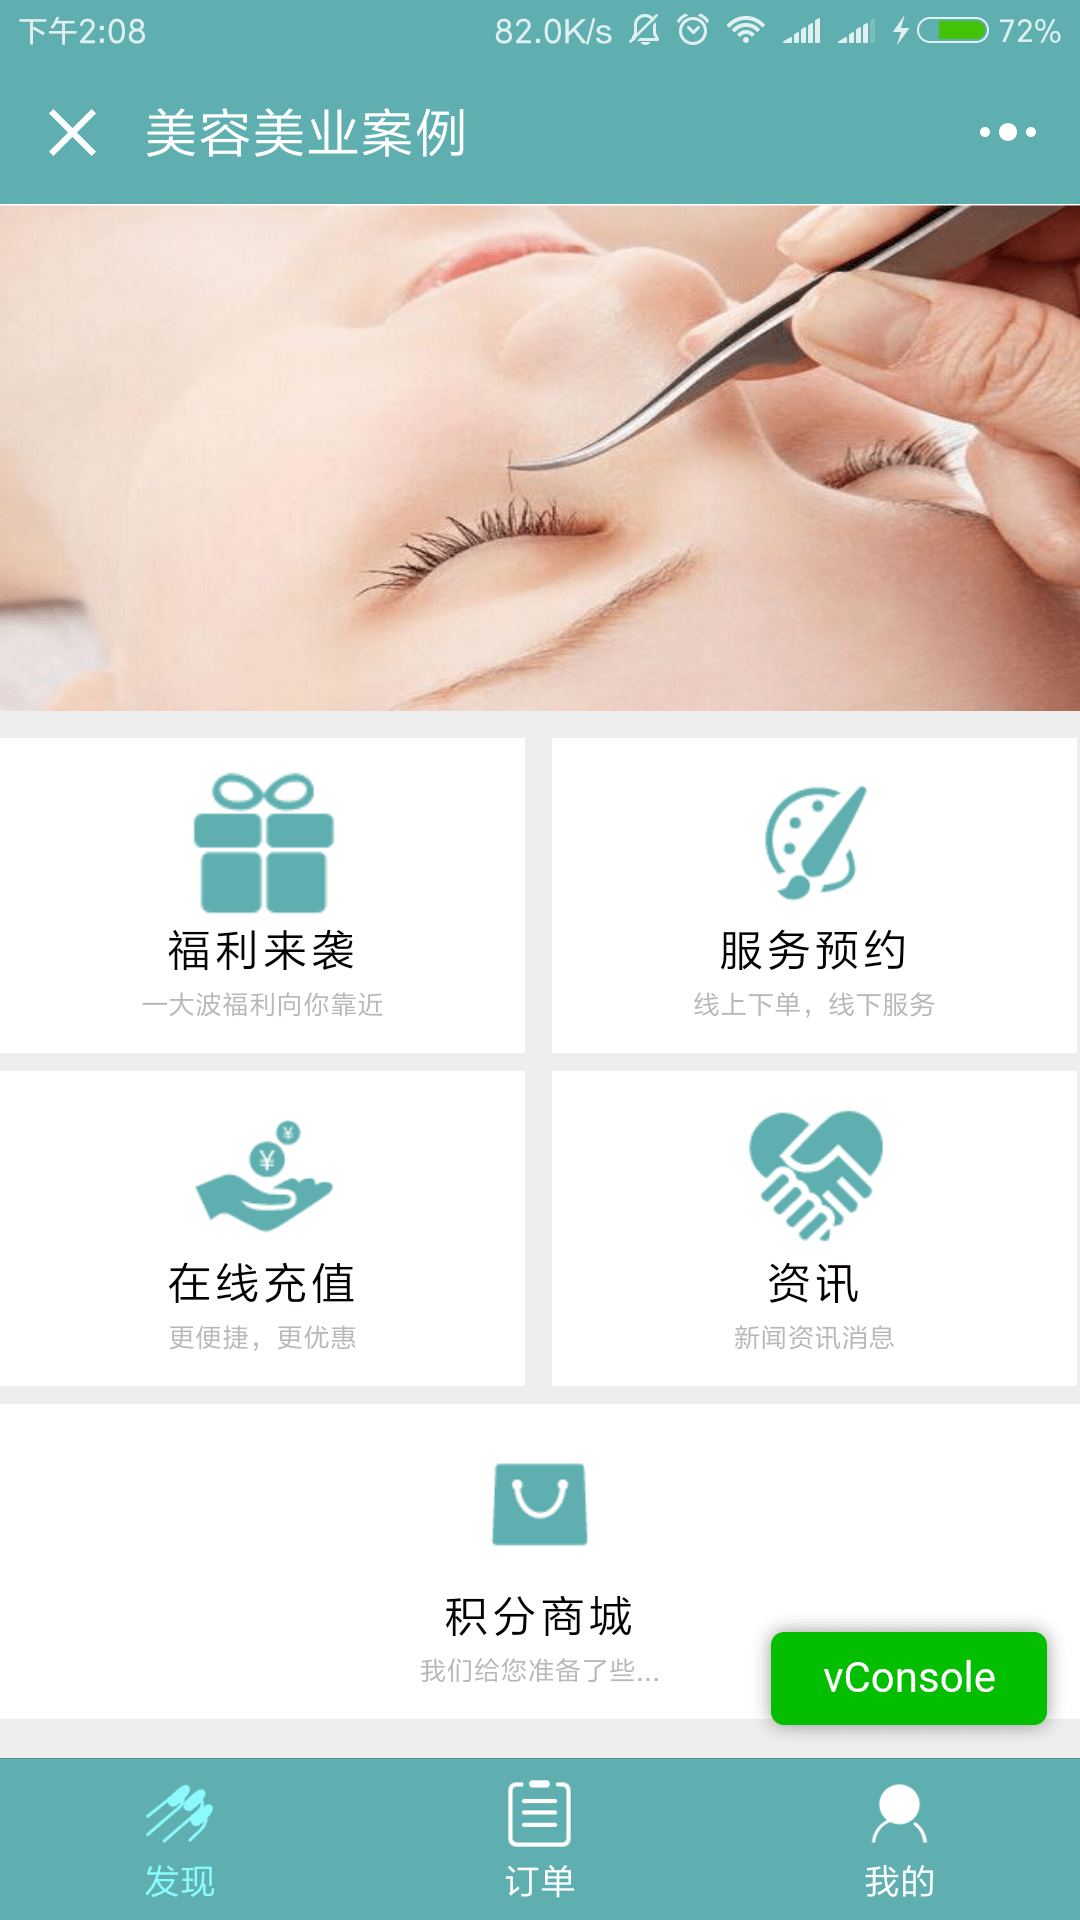 下午2:08 82.0K/s 72%
美容美业案例
福利来袭
一大波福利向你靠近
服务预约
线上下单，线下服务
¥ ¥
在线充值
更便捷，更优惠
资讯
新闻资讯消息
积分商城
我们给您准备了些...
vConsole
发现 订单 我的